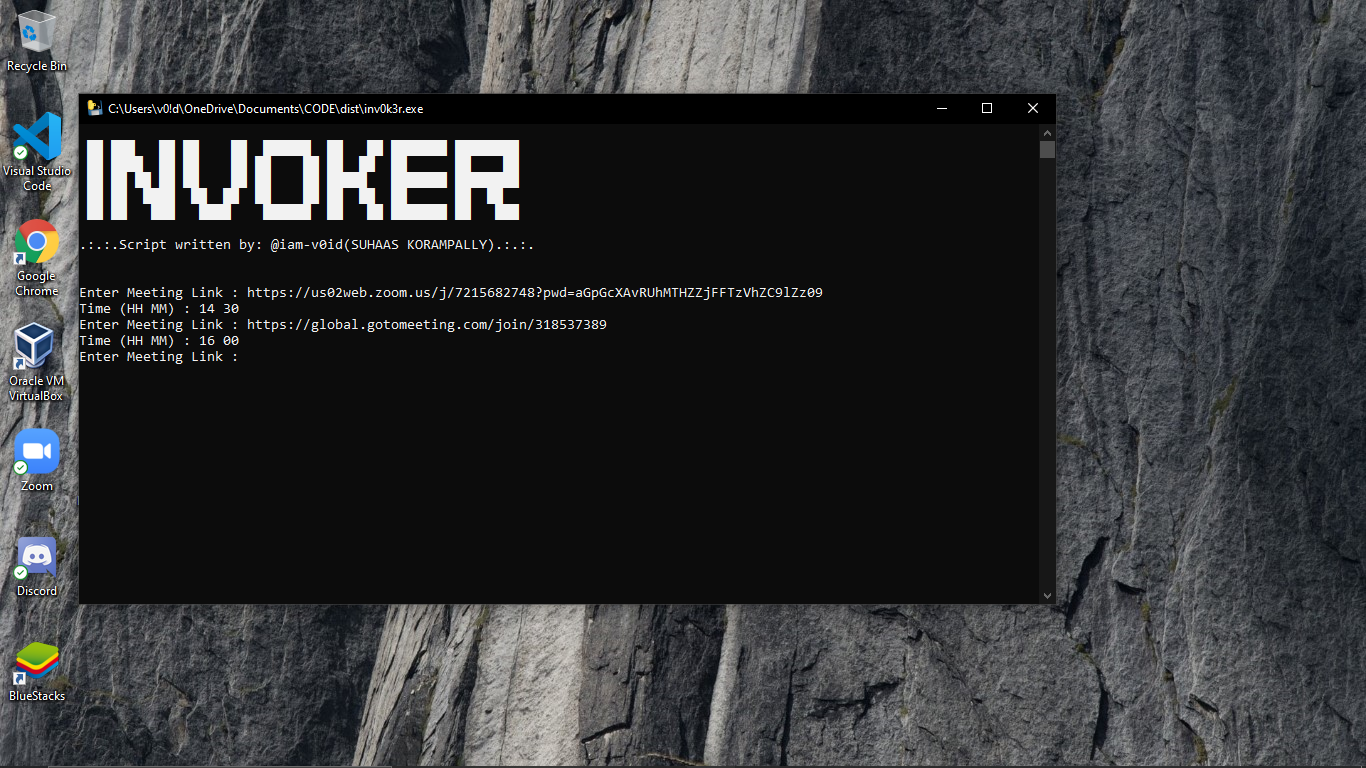 Recycle Bin
Visual Studio
Code
Google
Chrome
Oracle VM
VirtualBox
Zoom
Discord
BlueStacks
C:\Users\v0!d\OneDrive\Documents\CODE\dist\inv0k3r.exe
INVOKER
.:.:.Script written by: @iam-v0id(SUHAAS KORAMPALLY).:.:.
Enter Meeting Link : https://us02web.zoom.us/j/7215682748?pwd=aGpGcXAvRUhMTHZZjFFTzVhZC9lZz09
Time (HH MM) : 14 30
Enter Meeting Link : https://global.gotomeeting.com/join/318537389
Time (HH MM) : 16 00
Enter Meeting Link :